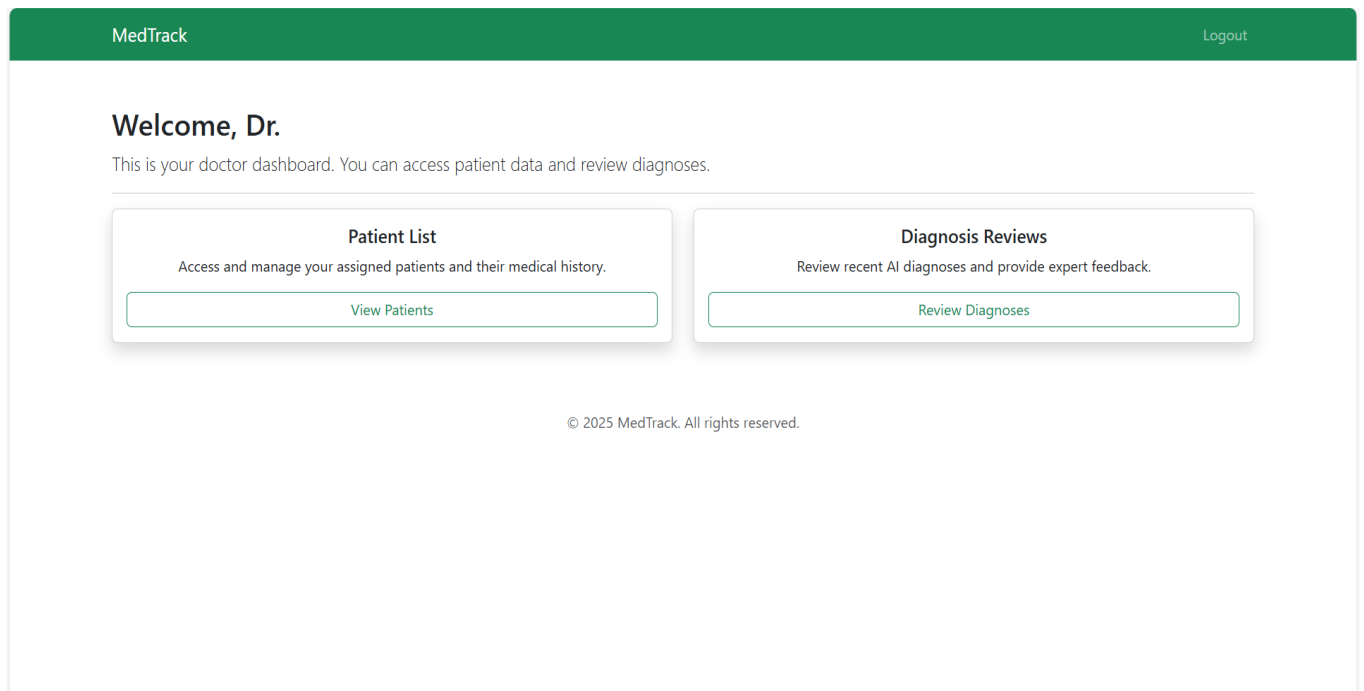 MedTrack
Logout
Welcome, Dr.
This is your doctor dashboard. You can access patient data and review diagnoses.
Patient List
Access and manage your assigned patients and their medical history.
View Patients
Diagnosis Reviews
Review recent AI diagnoses and provide expert feedback.
Review Diagnoses
© 2025 MedTrack. All rights reserved.